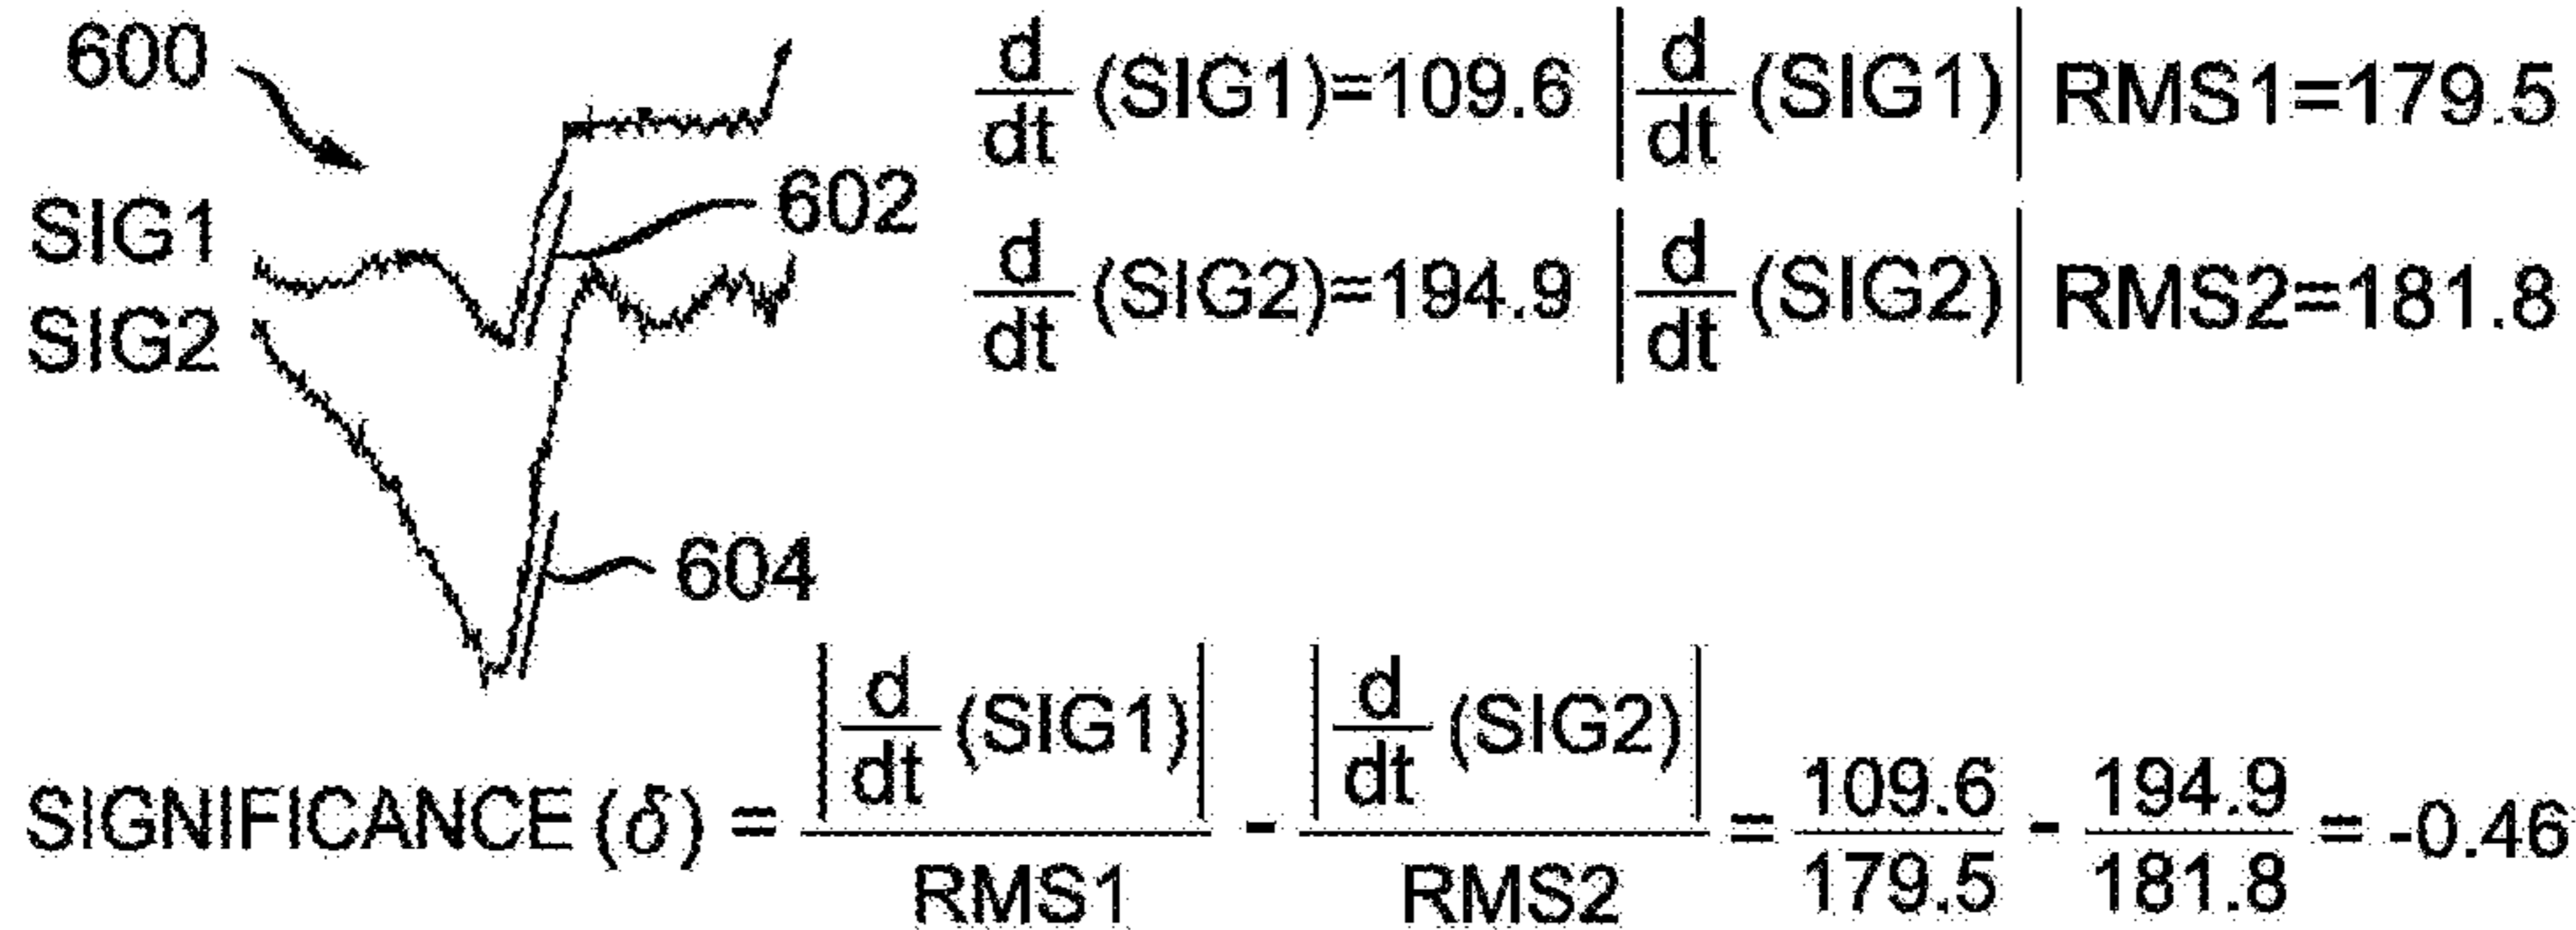 600
d/dt (SIG1)=109.6 |d/dt (SIG1)| RMS1=179.5
602
SIG1
d/dt (SIG2)=194.9 |d/dt (SIG2)| RMS2=181.8
SIG2
604
SIGNIFICANCE (δ) = |d/dt (SIG1)|/RMS1 - |d/dt (SIG2)|/RMS2 = 109.6/179.5 - 194.9/181.8 = -0.46